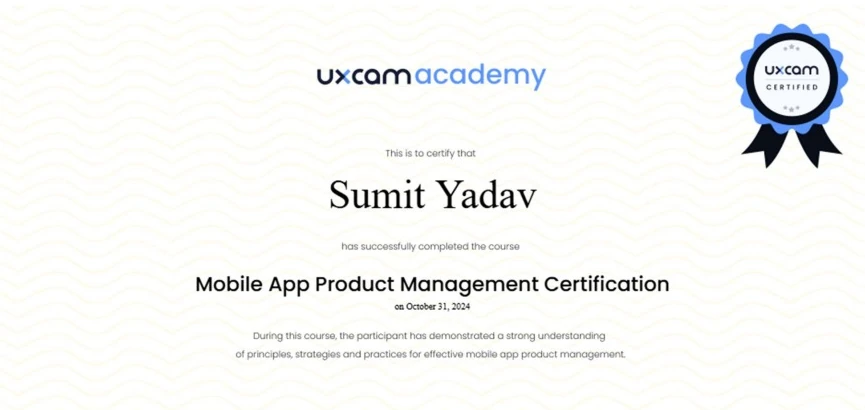 uxcam academy
uxcam
CERTIFIED
This is to certify that
Sumit Yadav
has successfully completed the course
Mobile App Product Management Certification
on October 31, 2024
During this course, the participant has demonstrated a strong understanding
of principles, strategies and practices for effective mobile app product management.